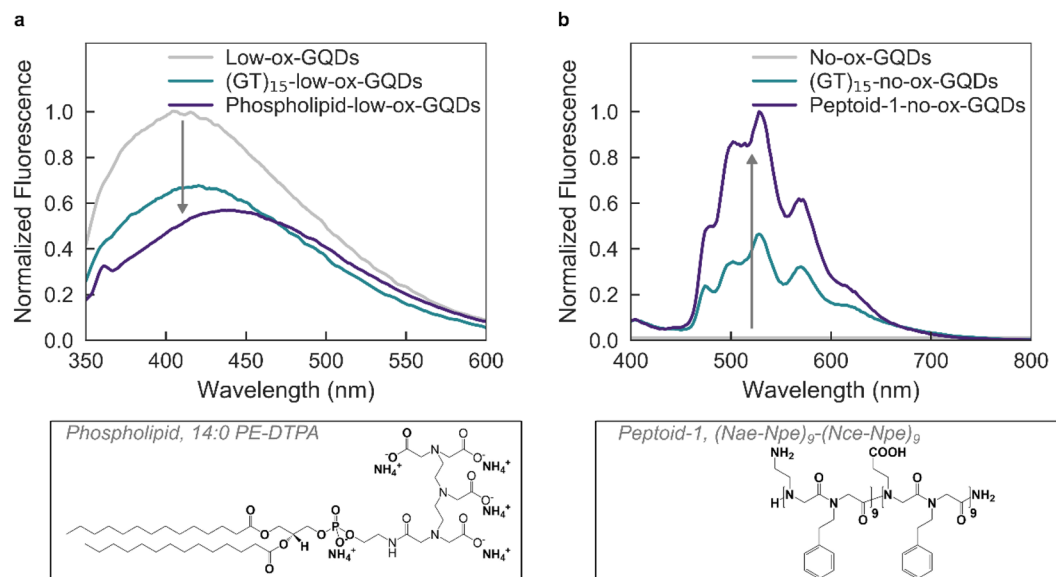 a
Low-ox-GQDs
(GT)₁₅-low-ox-GQDs
Phospholipid-low-ox-GQDs
Normalized Fluorescence
1.0
0.8
0.6
0.4
0.2
0.0
350 400 450 500 550 600
Wavelength (nm)
b
No-ox-GQDs
(GT)₁₅-no-ox-GQDs
Peptoid-1-no-ox-GQDs
Normalized Fluorescence
1.0
0.8
0.6
0.4
0.2
0.0
400 500 600 700 800
Wavelength (nm)
Phospholipid, 14:0 PE-DTPA
O O
O⁻ N O⁻
NH₄⁺ NH₄⁺
O
N O⁻
NH₄⁺
O O O O
O O P O N H N O⁻
O H O⁻ NH₄⁺
O NH₄⁺
Peptoid-1, (Nae-Npe)₉-(Nce-Npe)₉
NH₂ COOH
O O O O
H N N 9 N N 9 NH₂